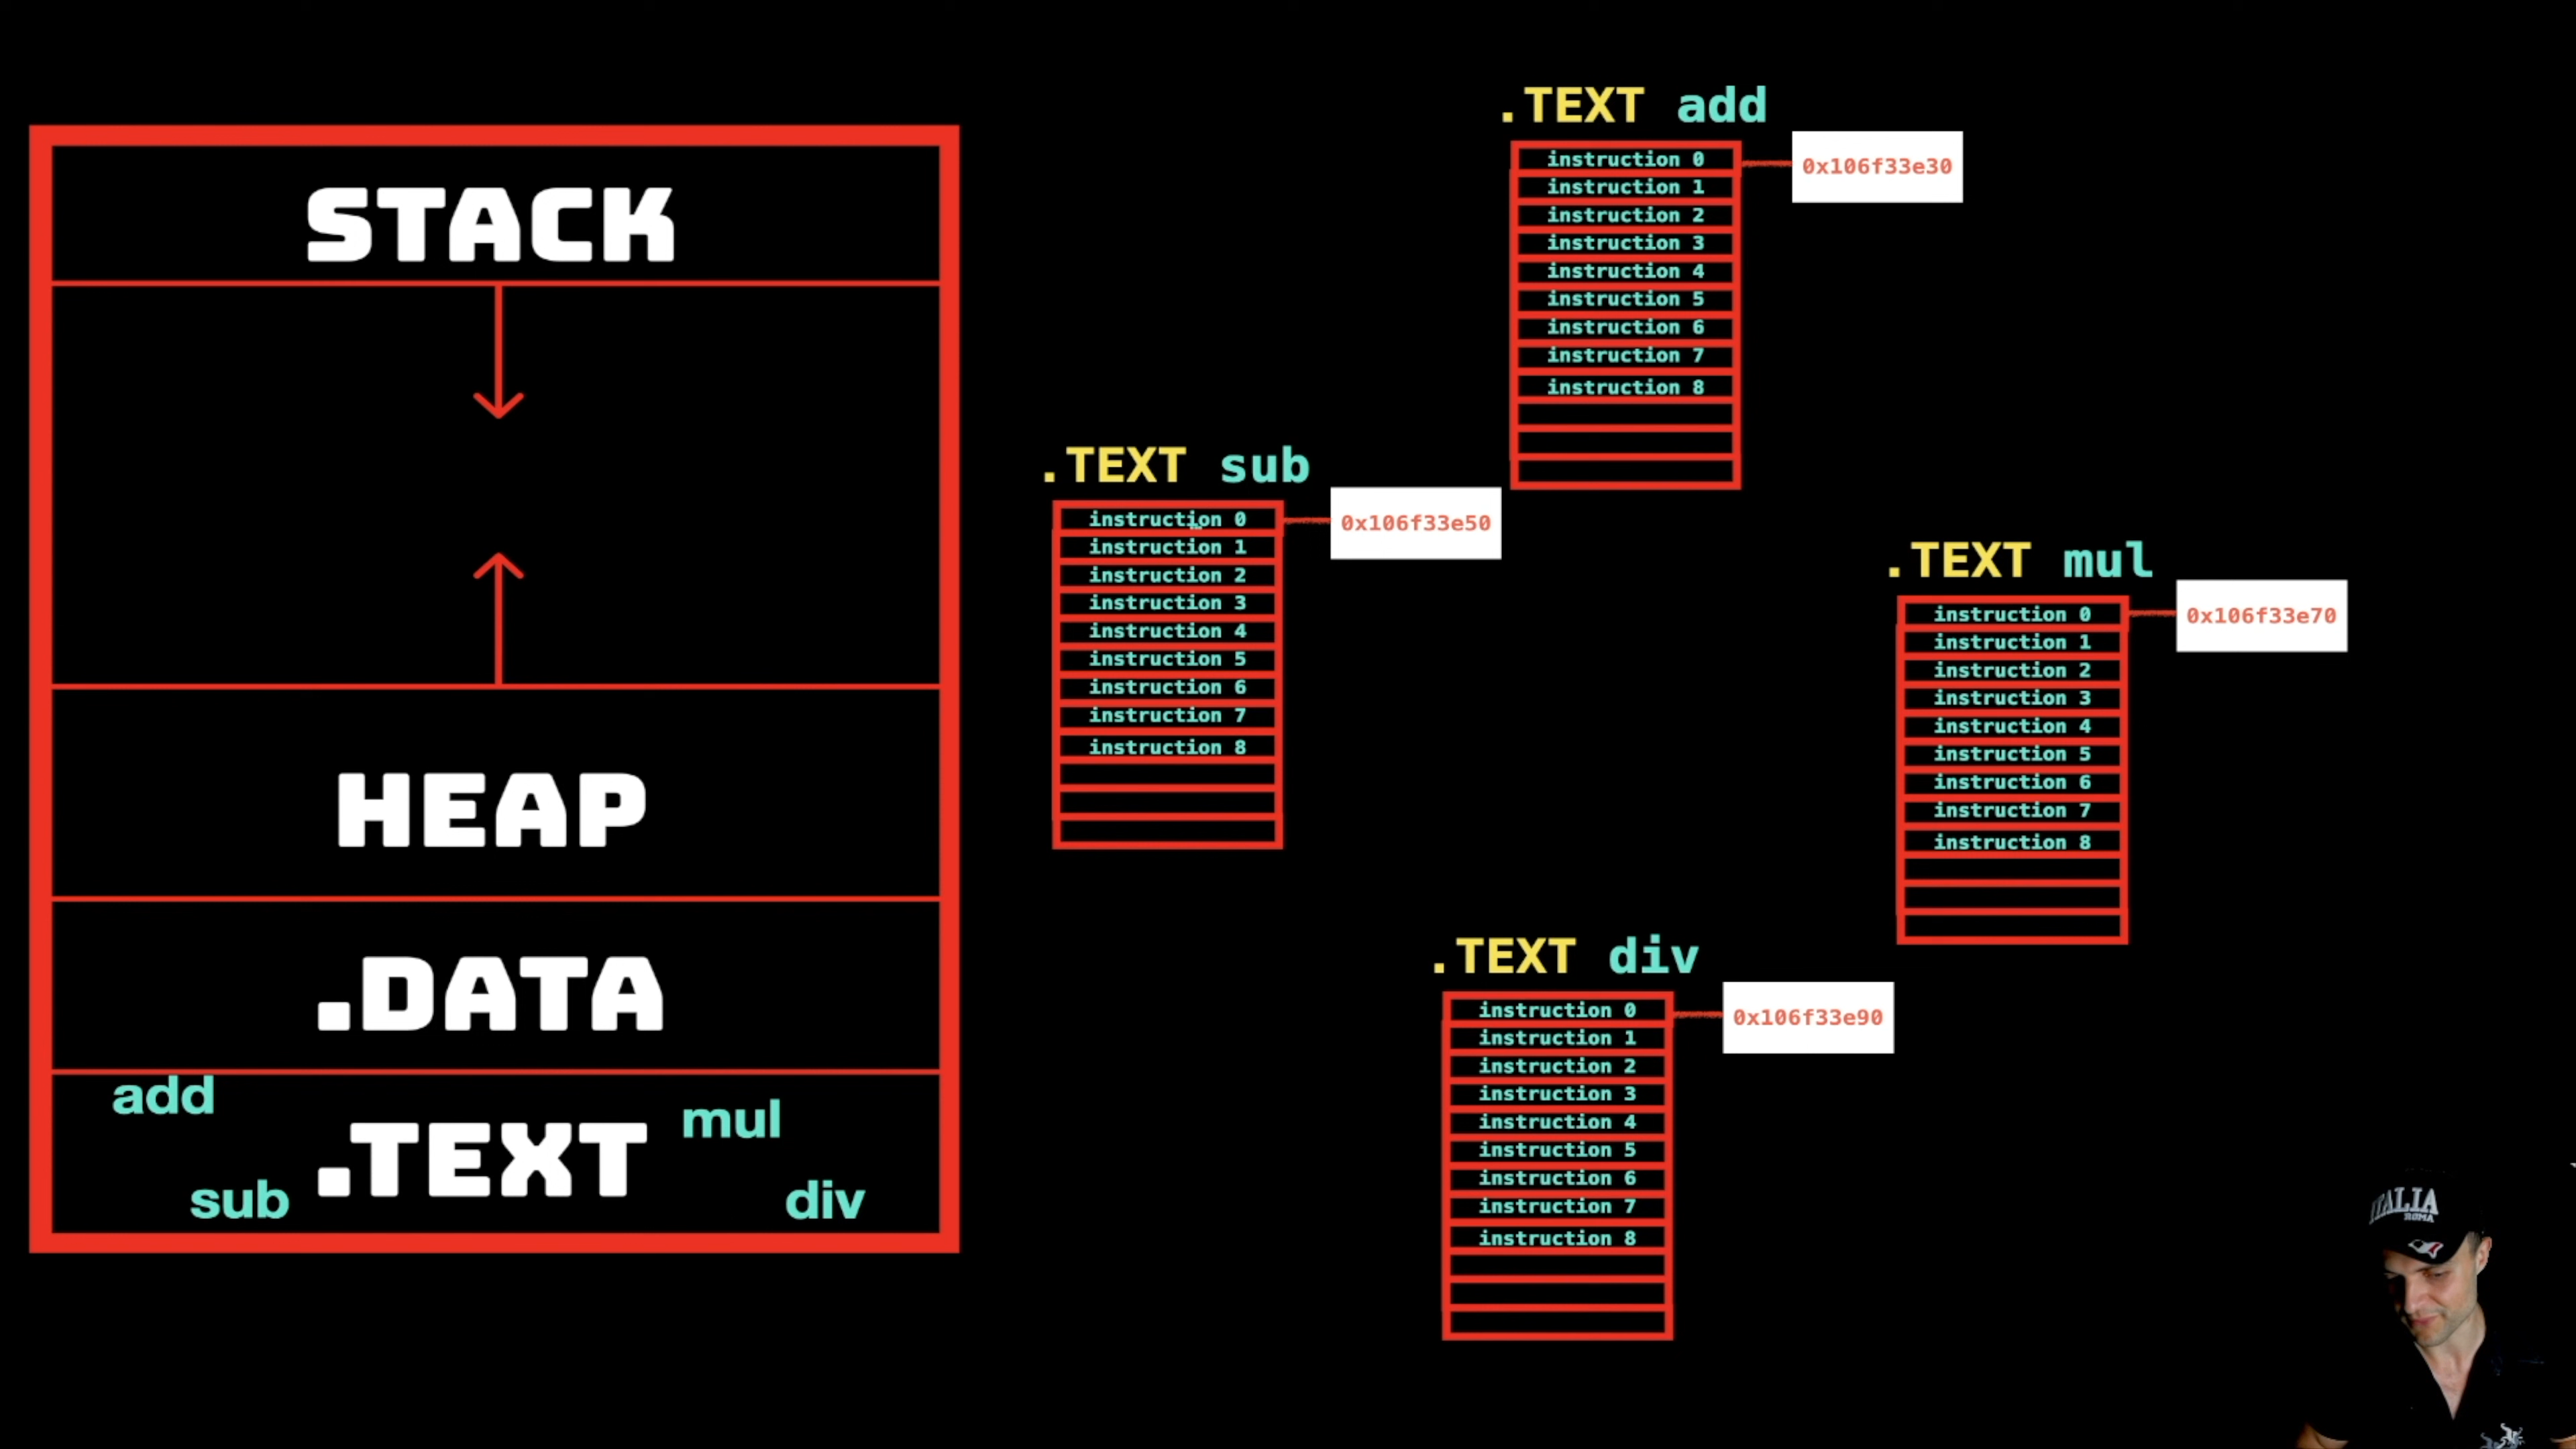 STACK
HEAP
.DATA
add
mul
.TEXT
sub
div
.TEXT add
instruction 0
0x106f33e30
instruction 1
instruction 2
instruction 3
instruction 4
instruction 5
instruction 6
instruction 7
instruction 8
.TEXT sub
instruction 0
0x106f33e50
instruction 1
instruction 2
instruction 3
instruction 4
instruction 5
instruction 6
instruction 7
instruction 8
.TEXT mul
instruction 0
0x106f33e70
instruction 1
instruction 2
instruction 3
instruction 4
instruction 5
instruction 6
instruction 7
instruction 8
.TEXT div
instruction 0
0x106f33e90
instruction 1
instruction 2
instruction 3
instruction 4
instruction 5
instruction 6
instruction 7
instruction 8
ITALIA
ROMA